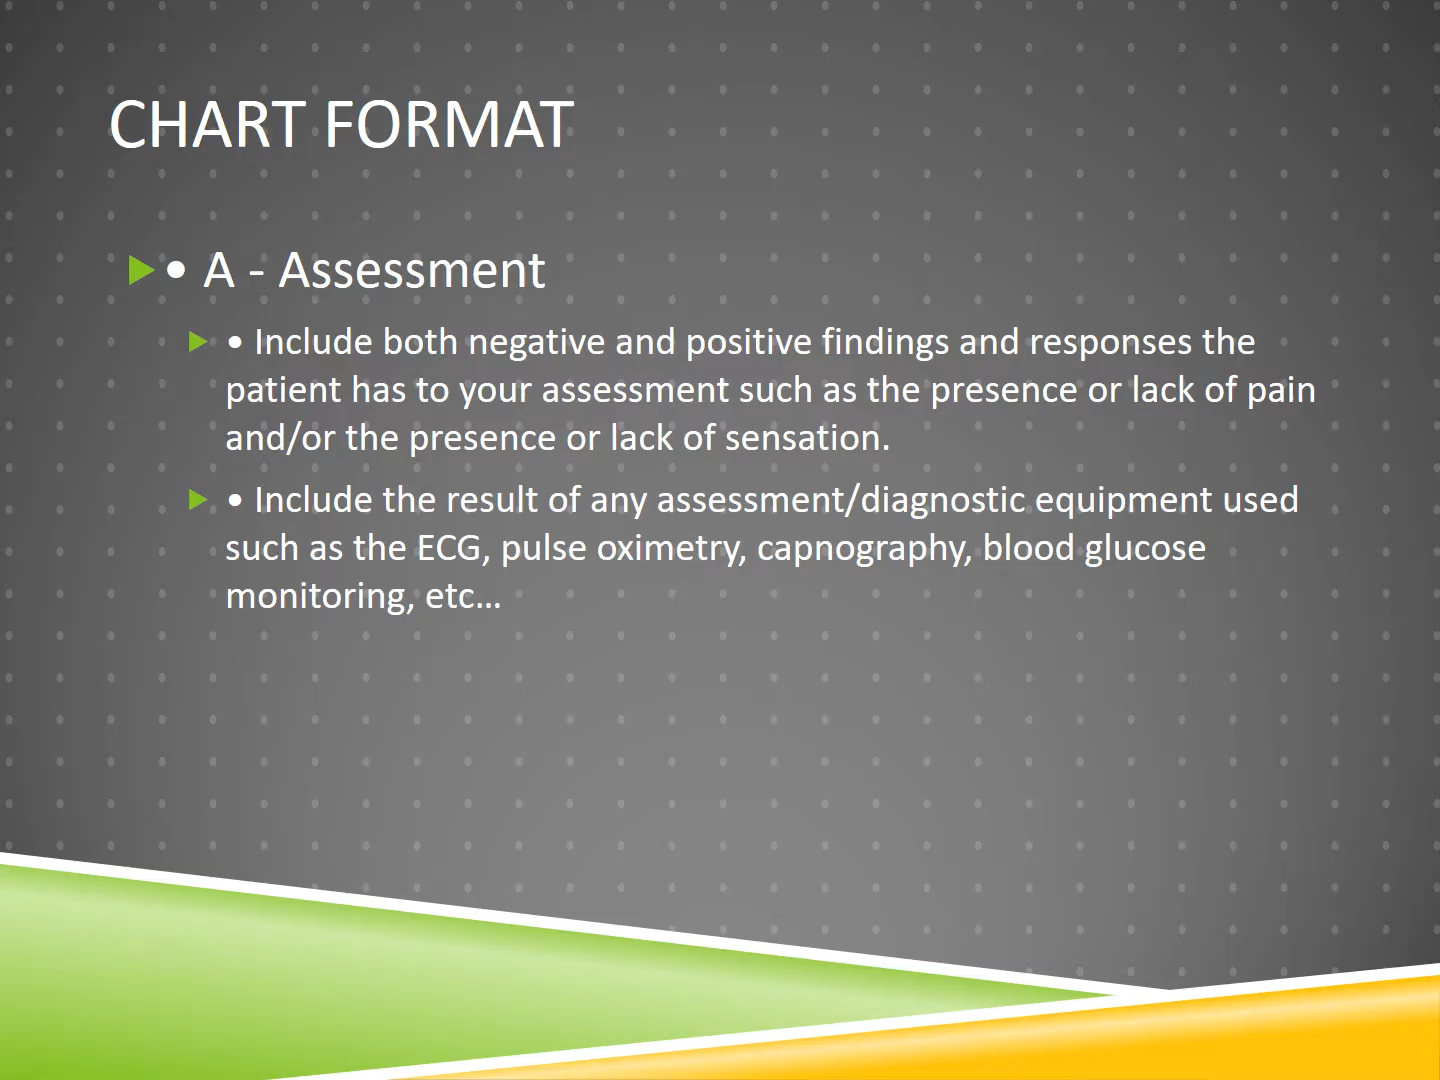 CHART FORMAT
• A - Assessment
• Include both negative and positive findings and responses the
patient has to your assessment such as the presence or lack of pain
and/or the presence or lack of sensation.
• Include the result of any assessment/diagnostic equipment used
such as the ECG, pulse oximetry, capnography, blood glucose
monitoring, etc…